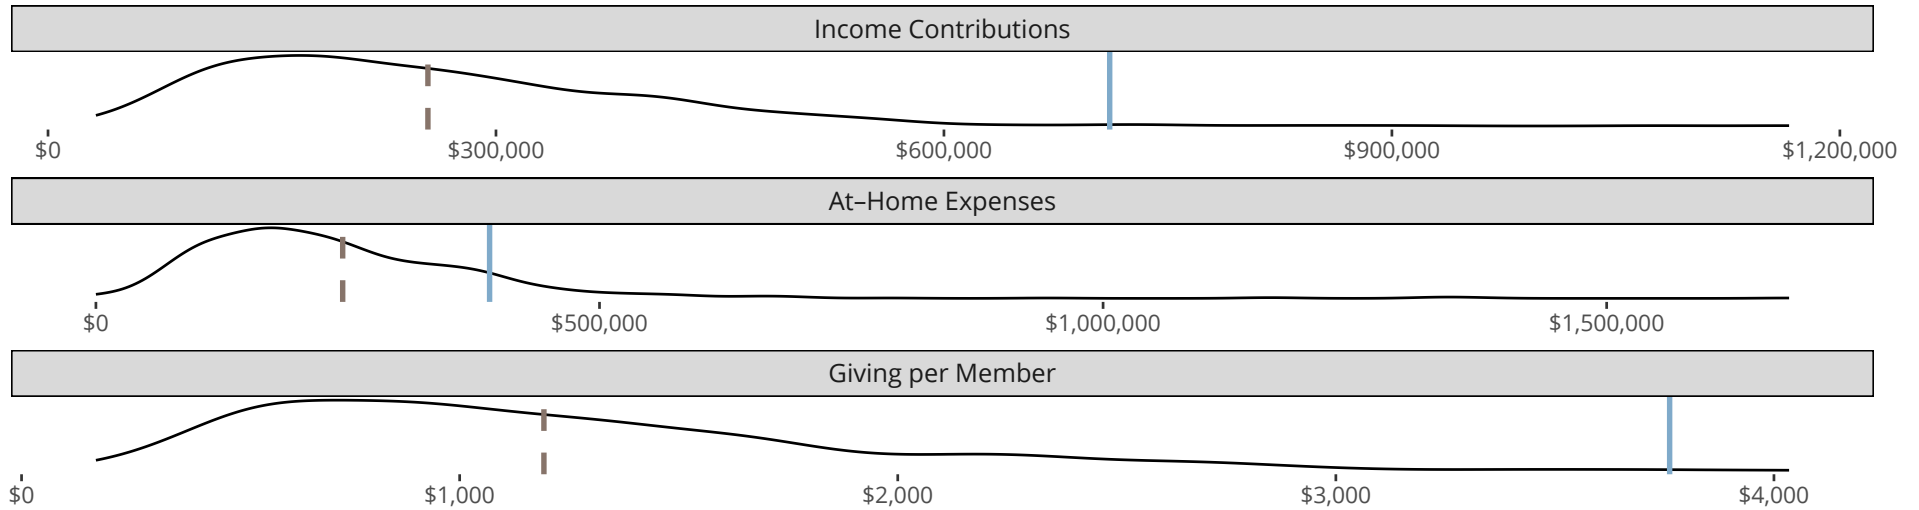 Income Contributions
$0 $300,000 $600,000 $900,000 $1,200,000
At–Home Expenses
$0 $500,000 $1,000,000 $1,500,000
Giving per Member
$0 $1,000 $2,000 $3,000 $4,000